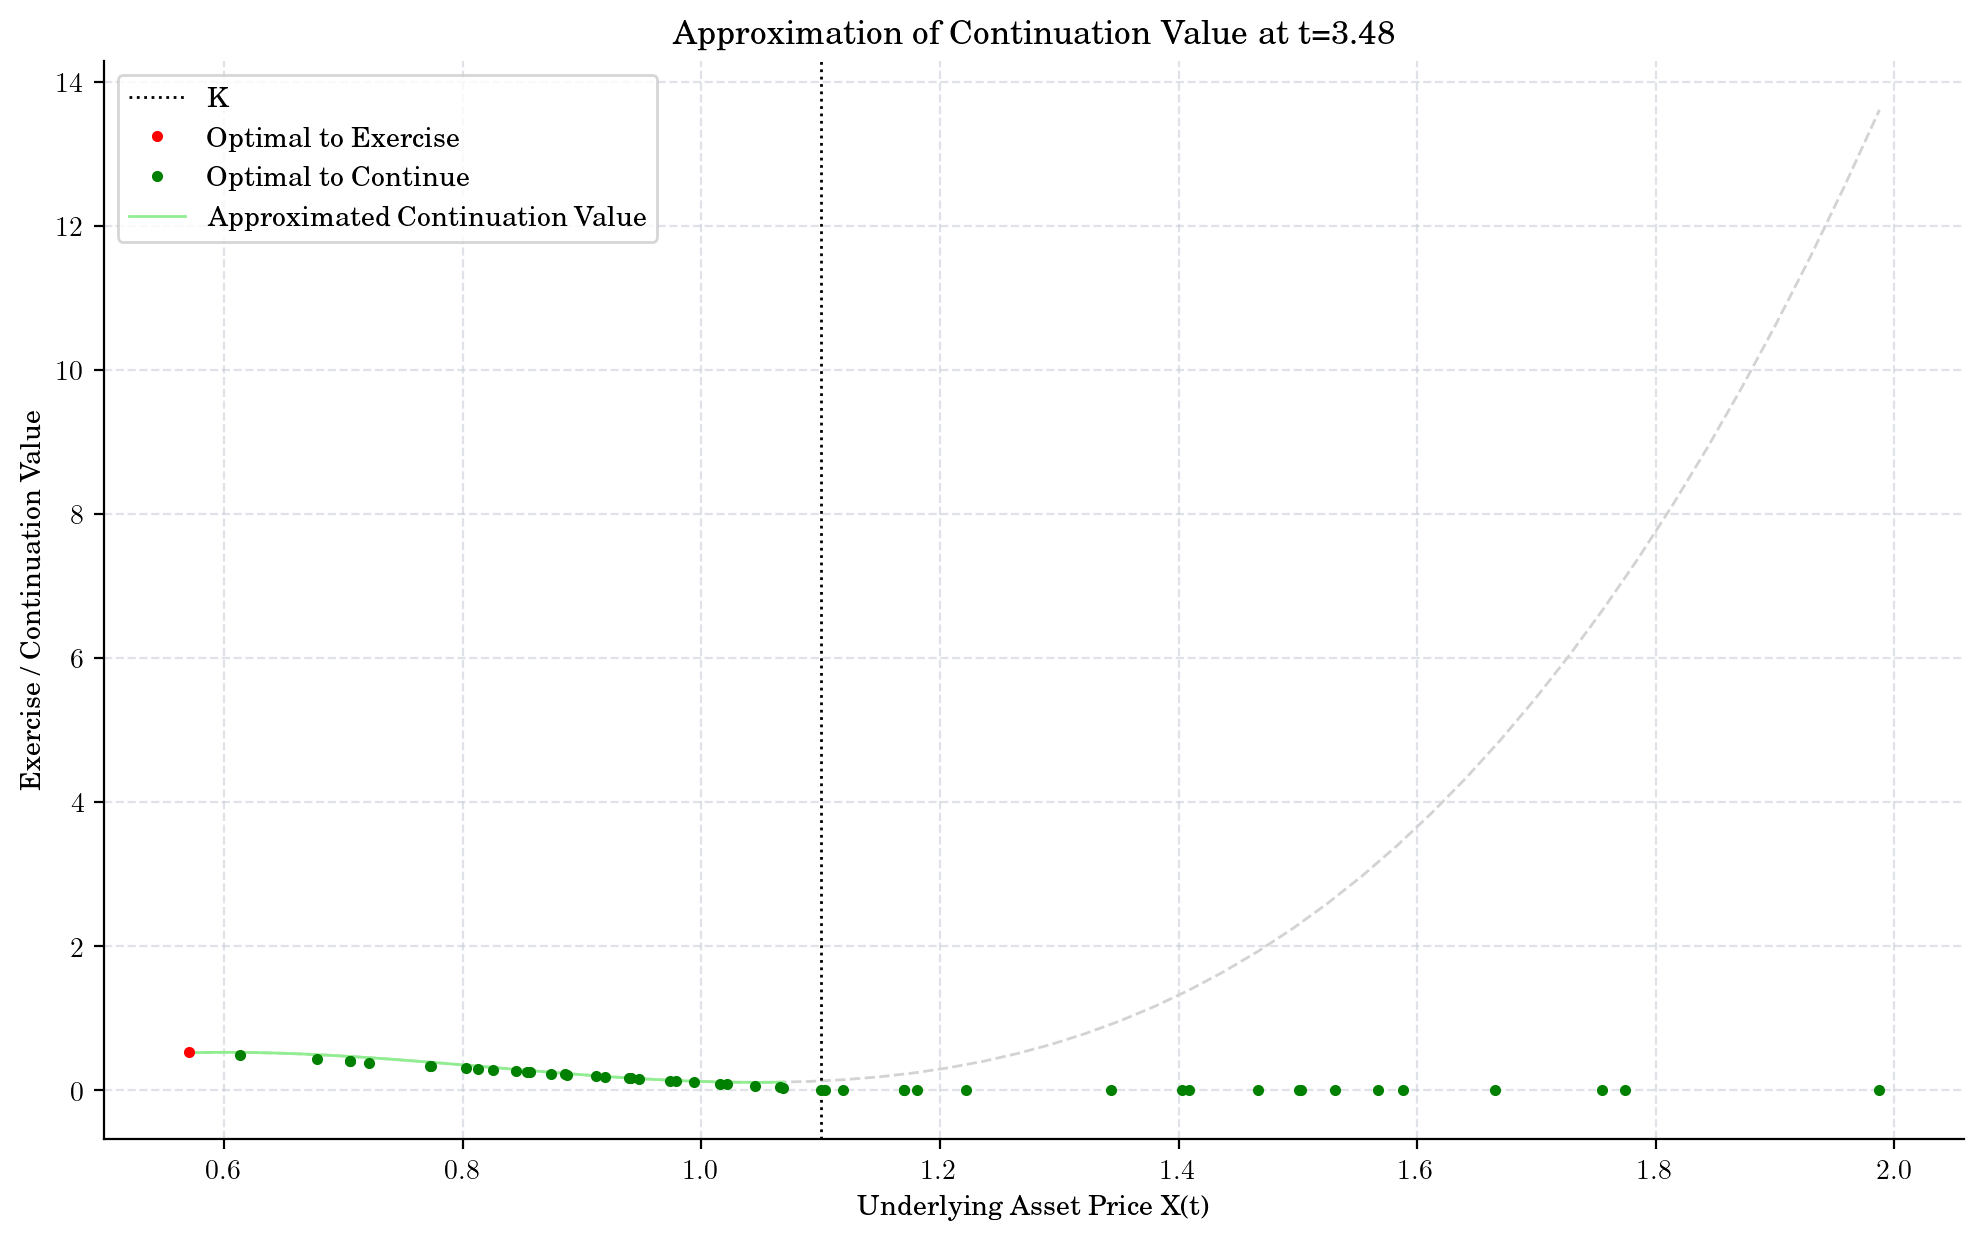 Approximation of Continuation Value at t=3.48
K
Optimal to Exercise
Optimal to Continue
Approximated Continuation Value
Exercise / Continuation Value
14
12
10
8
6
4
2
0
0.6 0.8 1.0 1.2 1.4 1.6 1.8 2.0
Underlying Asset Price X(t)